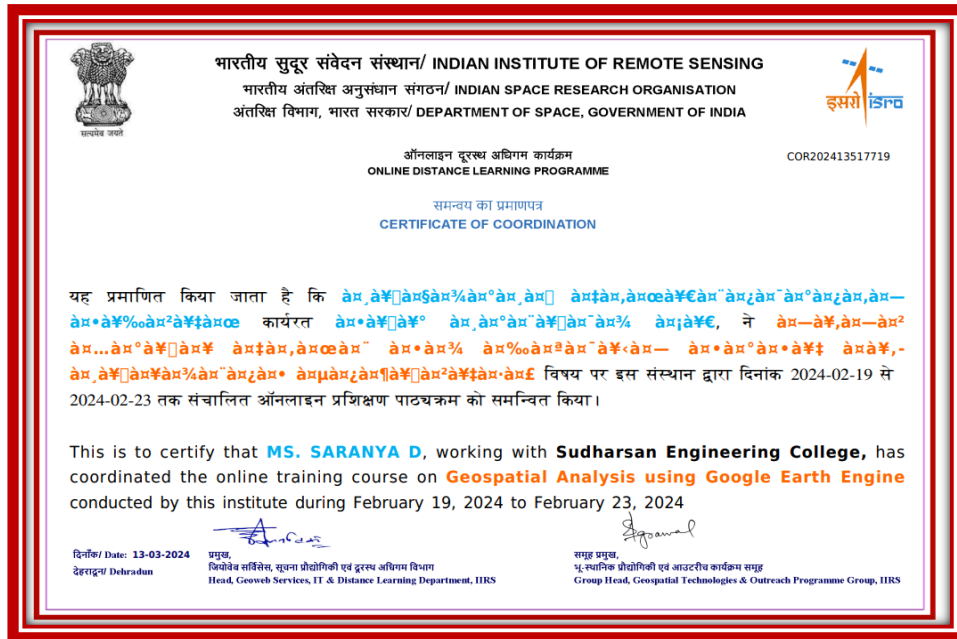 भारतीय सुदूर संवेदन संस्थान/ INDIAN INSTITUTE OF REMOTE SENSING
भारतीय अंतरिक्ष अनुसंधान संगठन/ INDIAN SPACE RESEARCH ORGANISATION
अंतरिक्ष विभाग, भारत सरकार/ DEPARTMENT OF SPACE, GOVERNMENT OF INDIA
सत्यमेव जयते
इसरो isro
ऑनलाइन दूरस्थ अधिगम कार्यक्रम
COR202413517719
ONLINE DISTANCE LEARNING PROGRAMME
समन्वय का प्रमाणपत्र
CERTIFICATE OF COORDINATION
यह प्रमाणित किया जाता है कि
कार्यरत ने
विषय पर इस संस्थान द्वारा दिनांक 2024-02-19 से
2024-02-23 तक संचालित ऑनलाइन प्रशिक्षण पाठ्यक्रम को समन्वित किया।
This is to certify that MS. SARANYA D, working with Sudharsan Engineering College, has
coordinated the online training course on Geospatial Analysis using Google Earth Engine
conducted by this institute during February 19, 2024 to February 23, 2024
दिनाँक/ Date: 13-03-2024
देहरादून/ Dehradun
प्रमुख,
जियोवेब सर्विसेस, सूचना प्रौद्योगिकी एवं दूरस्थ अधिगम विभाग
Head, Geoweb Services, IT & Distance Learning Department, IIRS
Agrawal
समूह प्रमुख,
भू-स्थानिक प्रौद्योगिकी एवं आउटरीच कार्यक्रम समूह
Group Head, Geospatial Technologies & Outreach Programme Group, IIRS